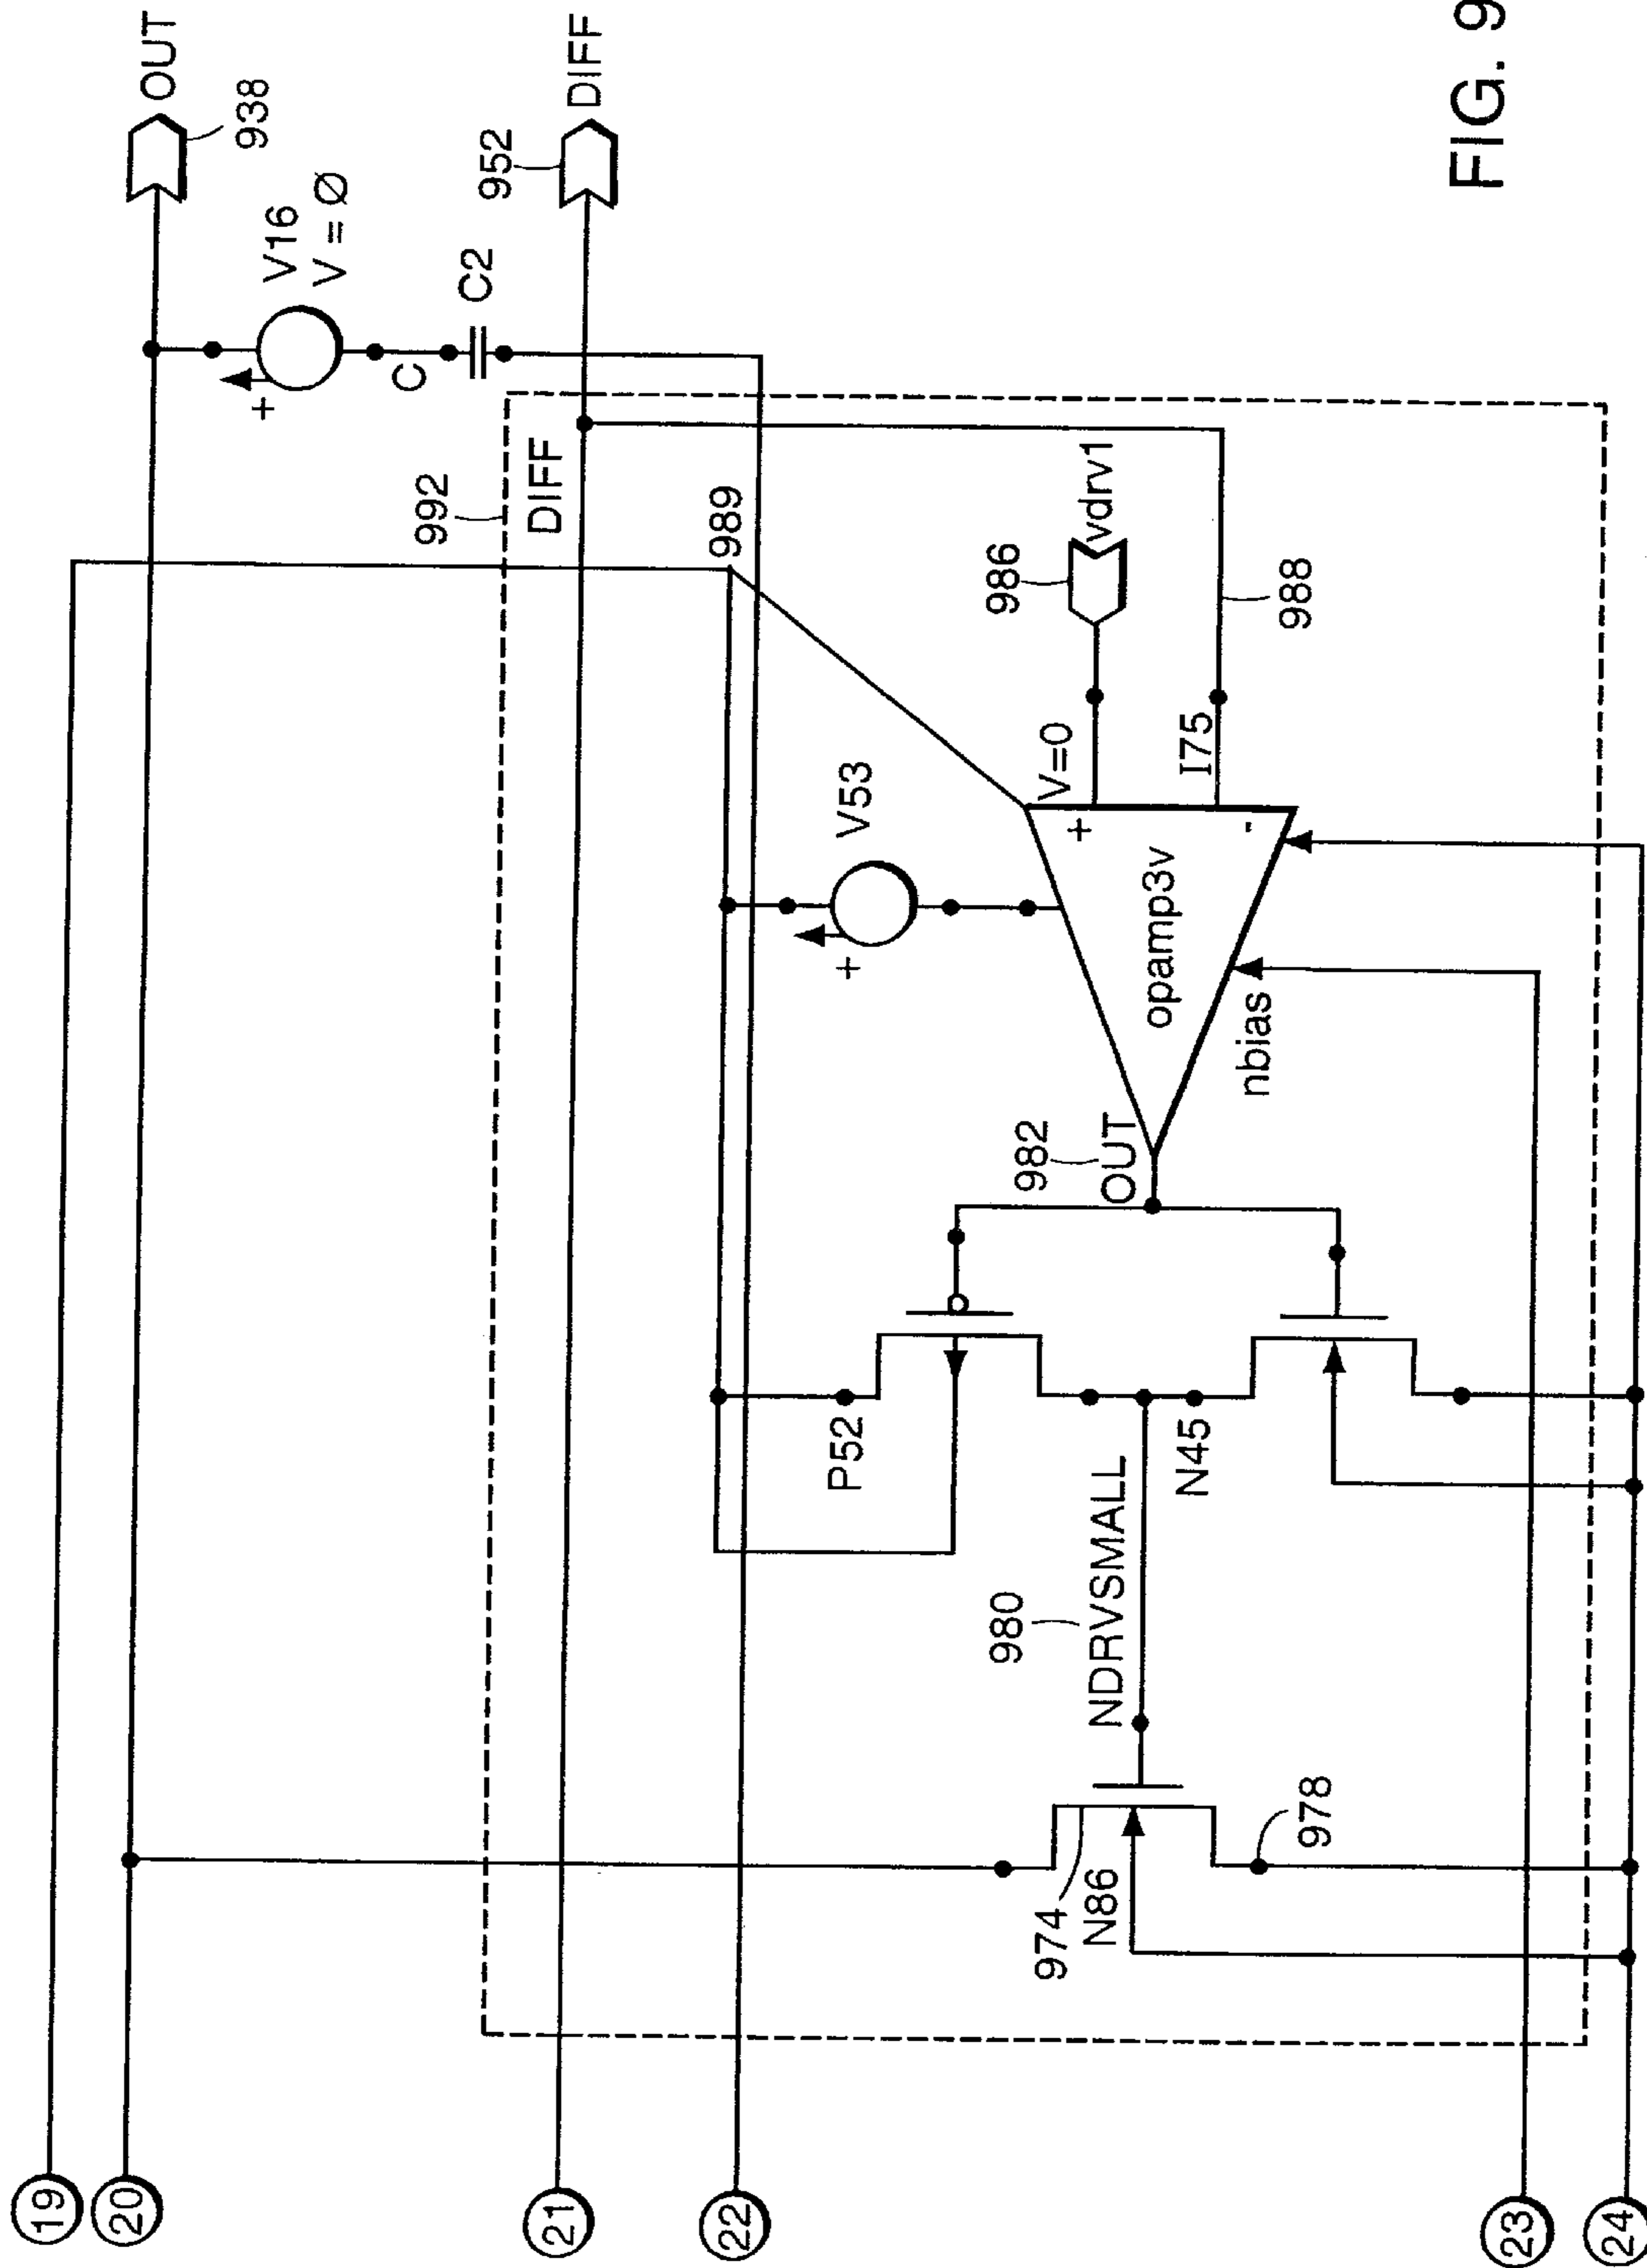 19
20
21
22
23
24
OUT
938
V16
V = Ø
C
C2
952
DIFF
992
DIFF
989
986
vdrv1
988
V53
+
V=0
+
I75
-
opamp3v
nbias
982
OUT
+
P52
N45
980
NDRVSMALL
974
N86
978
FIG. 9